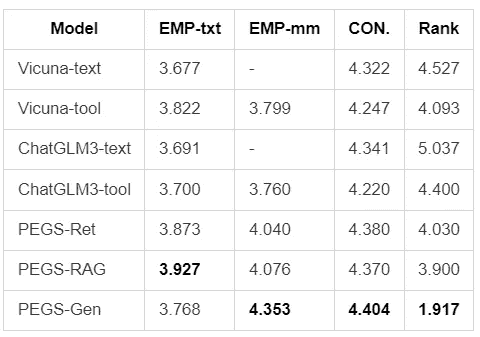 Model EMP-txt EMP-mm CON. Rank
Vicuna-text 3.677 - 4.322 4.527
Vicuna-tool 3.822 3.799 4.247 4.093
ChatGLM3-text 3.691 - 4.341 5.037
ChatGLM3-tool 3.700 3.760 4.220 4.400
PEGS-Ret 3.873 4.040 4.380 4.030
PEGS-RAG 3.927 4.076 4.370 3.900
PEGS-Gen 3.768 4.353 4.404 1.917